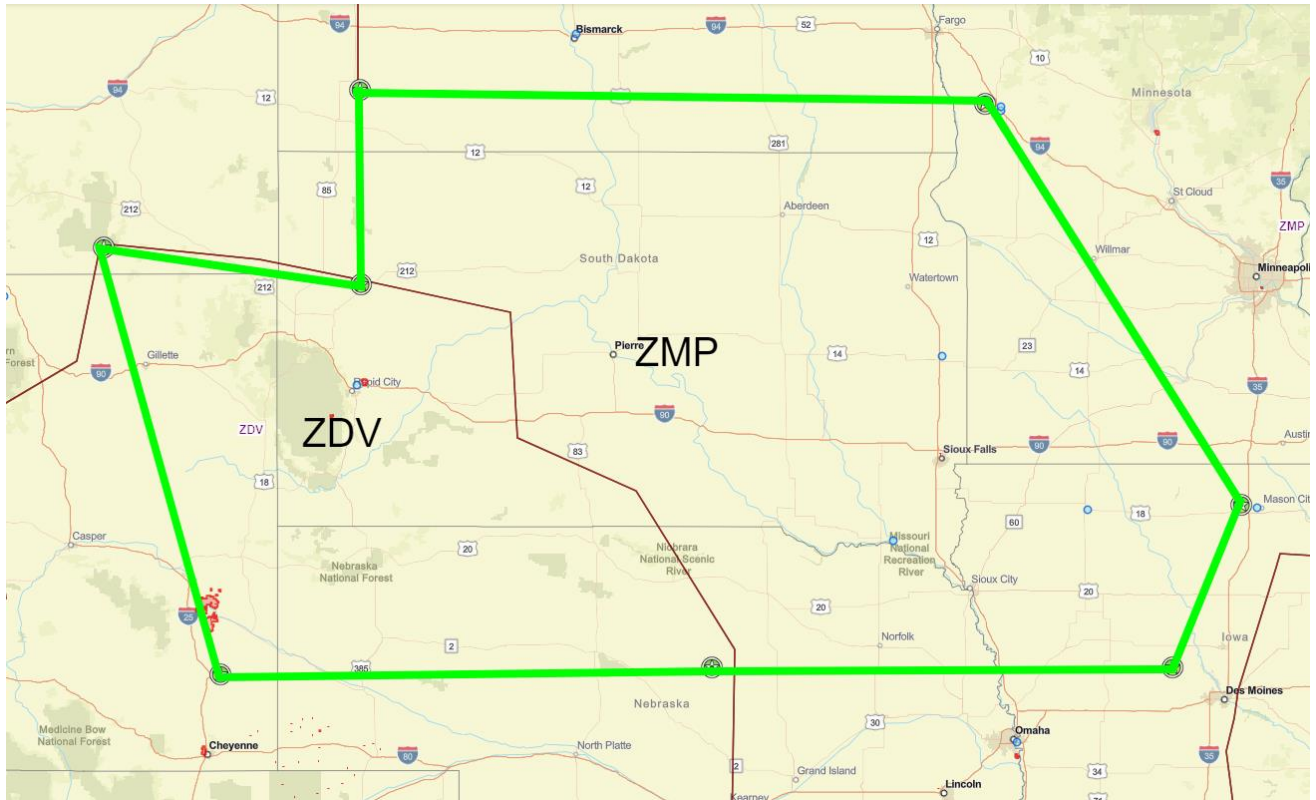 94
Bismarck
94
52
Fargo
10
94
12
Minnesota
12
281
94
85
12
35
St Cloud
212
Aberdeen
ZMP
12
Willmar
South Dakota
212
212
Watertown
Minneapoli
Gillette
90
Pierre
ZMP
14
23
14
35
Forest
Rapid City
90
ZDV
ZDV
83
Sioux Falls
90
90
Austin
18
Mason City
60
18
Casper
20
Nebraska
National Forest
Niobrara
National Scenic
River
Missouri
National
Recreation
River
Sioux City
20
25
20
2
Norfolk
Iowa
385
Nebraska
Des Moines
Medicine Bow
National Forest
30
Omaha
Cheyenne
80
North Platte
2
Grand Island
34
35
Kearney
Lincoln